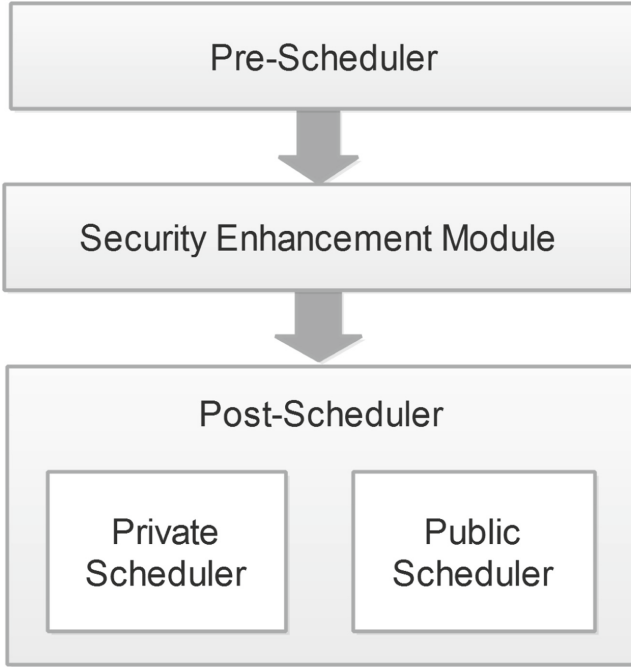 Pre-Scheduler
Security Enhancement Module
Post-Scheduler
Private
Scheduler
Public
Scheduler